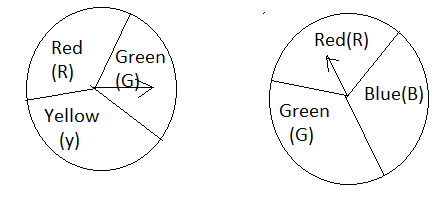 Red
(R)
Green
(G)
Yellow
(y)
Red(R)
Blue(B)
Green
(G)